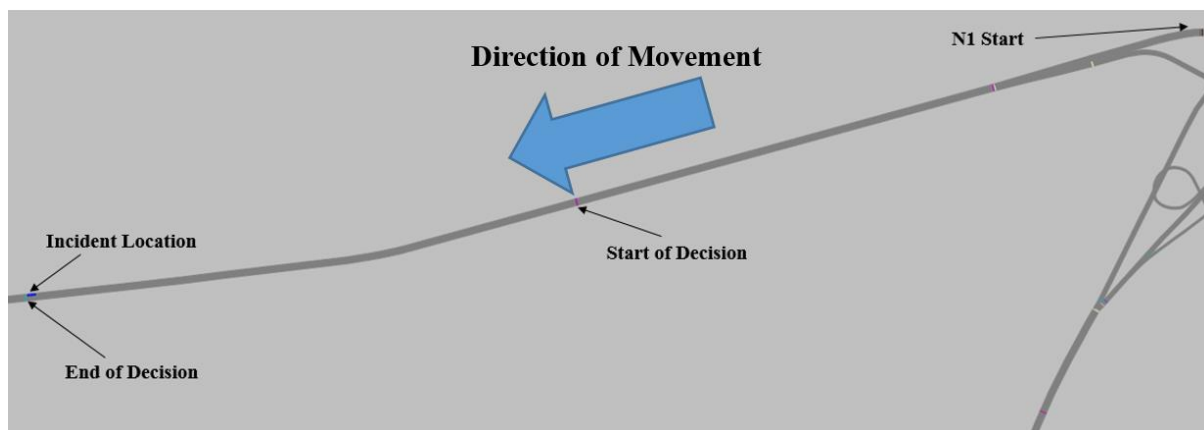 N1 Start
Direction of Movement
Incident Location
Start of Decision
End of Decision